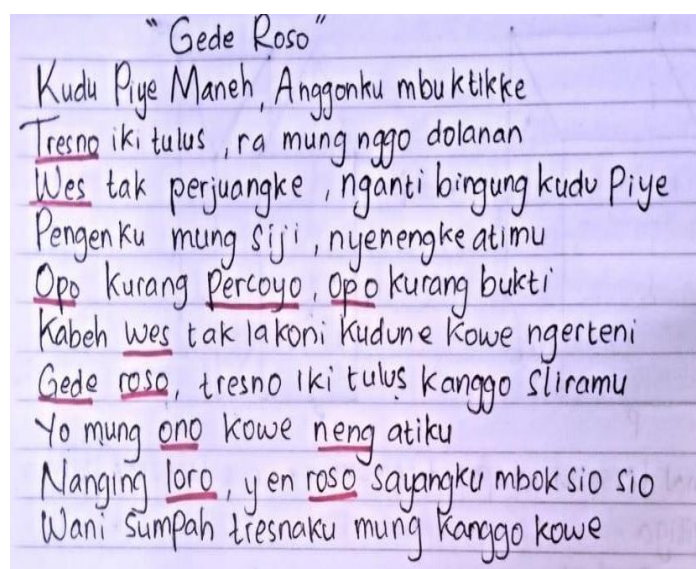 "Gede Roso"
Kudu Piye Maneh, Anggonku mbuktikke
Tresno iki tulus, ra mung nggo dolanan
Wes tak perjuangke, nganti bingung kudu Piye
Pengenku mung siji, nyenengke atimu
Opo kurang percoyo, opo kurang bukti
Kabeh wes tak lakoni kudune kowe ngerteni
Gede roso, tresno iki tulus kanggo sliramu
Yo mung ono kowe neng atiku
Nanging loro, yen roso sayangku mbok sio sio
Wani sumpah tresnaku mung kanggo kowe